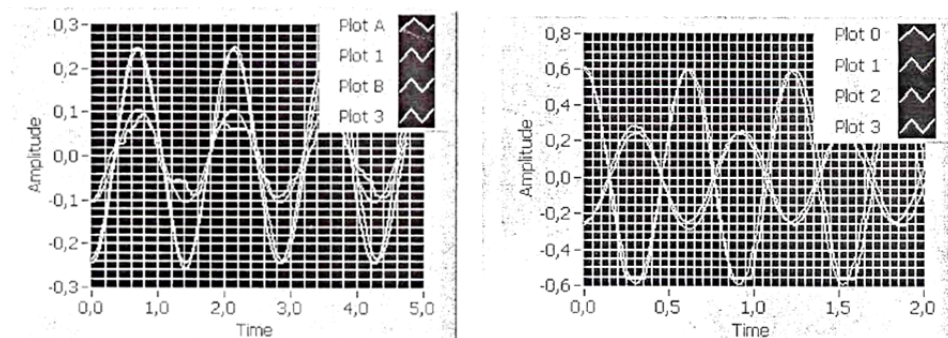 0,3
0,2
0,1
0,0
-0,1
-0,2
-0,3
Amplitude
0,0 1,0 2,0 3,0 4,0 5,0
Time
Plot A
Plot 1
Plot B
Plot 3
0,8
0,6
0,4
0,2
0,0
-0,2
-0,4
-0,6
Amplitude
0,0 0,5 1,0 1,5 2,0
Time
Plot 0
Plot 1
Plot 2
Plot 3